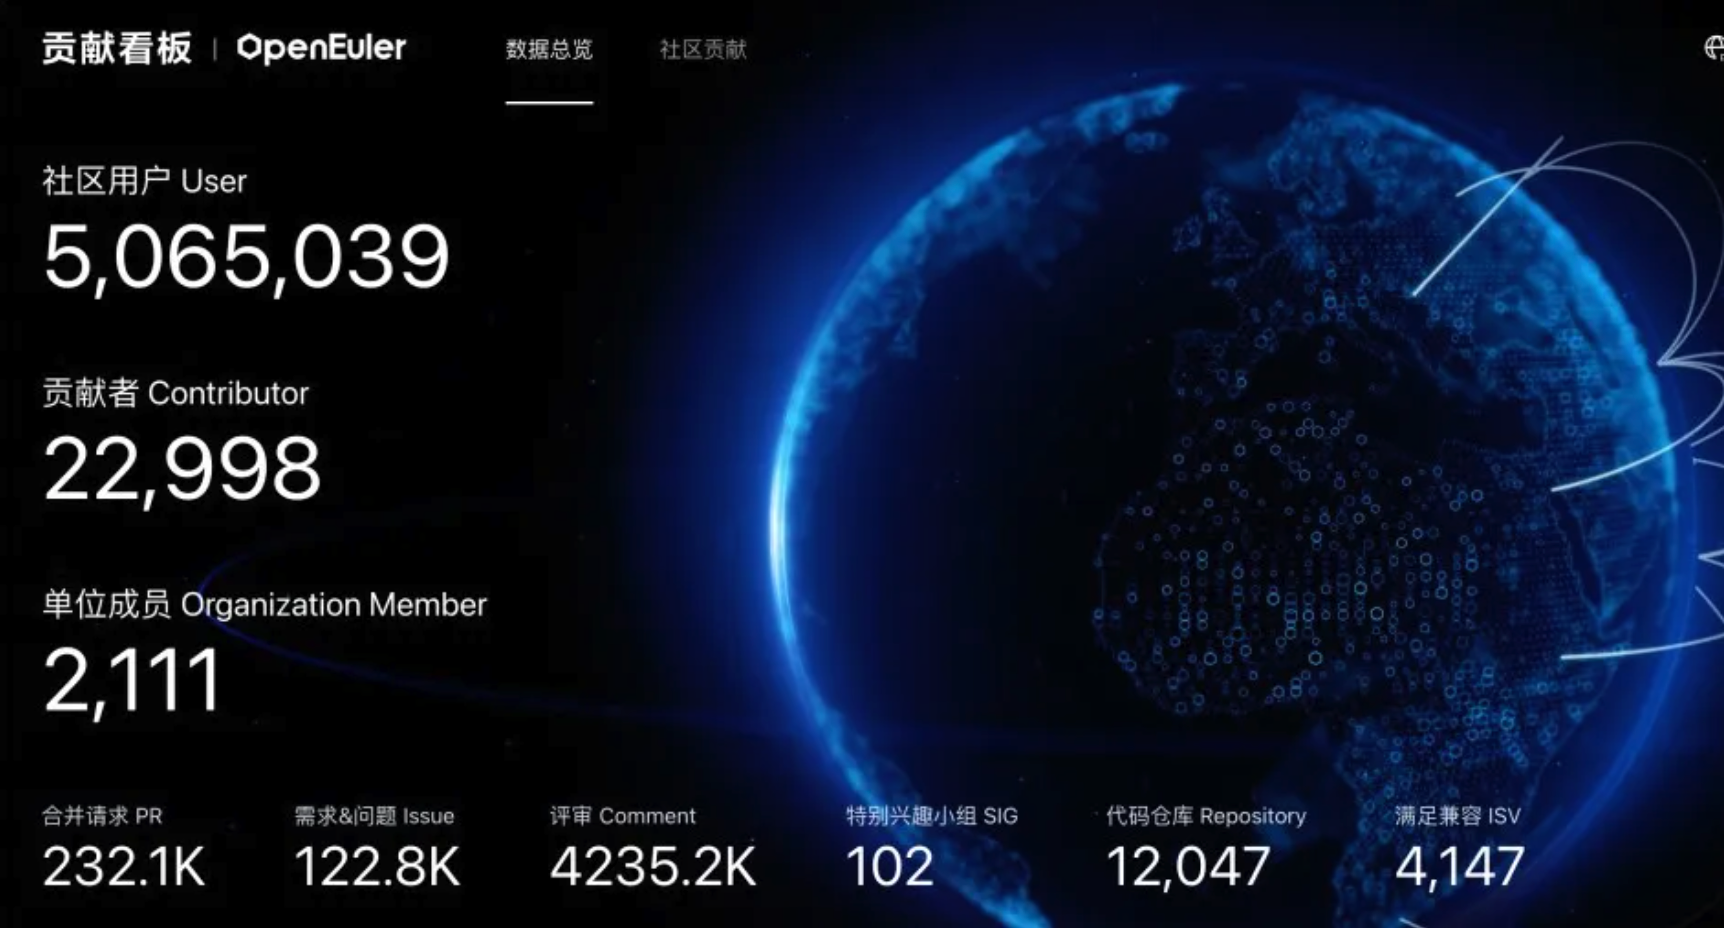 贡献看板 | OpenEuler 数据总览 社区贡献
社区用户 User
5,065,039
贡献者 Contributor
22,998
单位成员 Organization Member
2,111
合并请求 PR 需求&问题 Issue 评审 Comment 特别兴趣小组 SIG 代码仓库 Repository 满足兼容 ISV
232.1K 122.8K 4235.2K 102 12,047 4,147